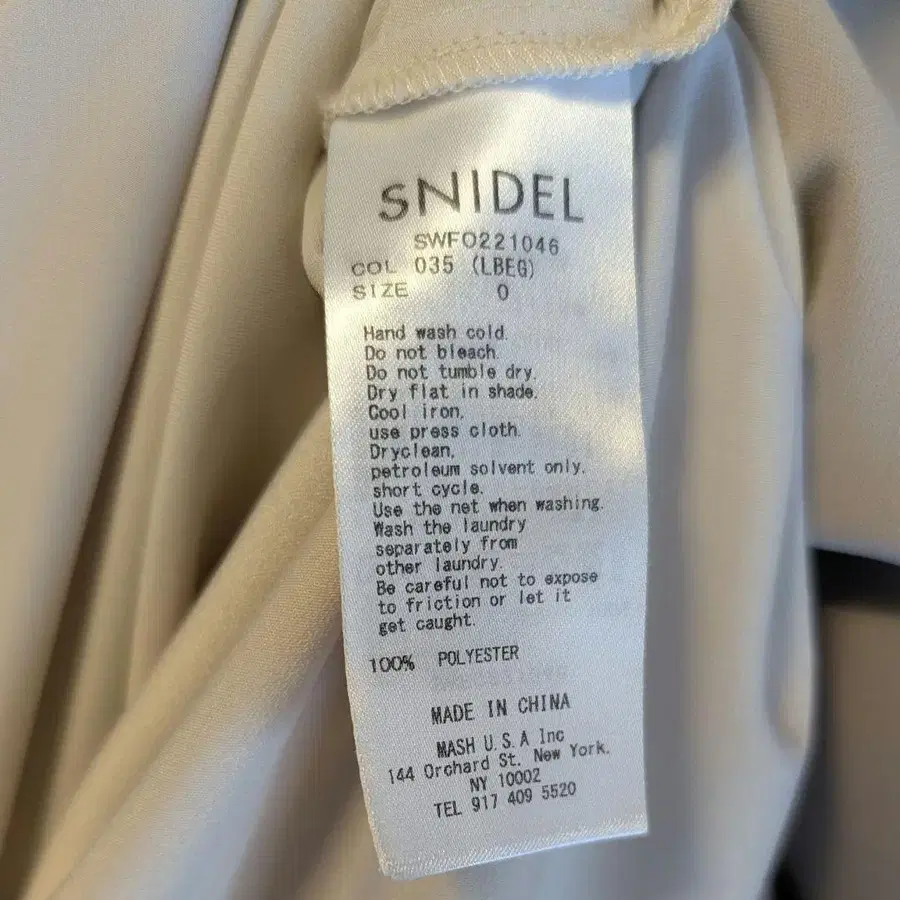 SNIDEL
SWFO221046
COL 035 (LBEG)
SIZE 0
Hand wash cold.
Do not bleach.
Do not tumble dry.
Dry flat in shade.
Cool iron,
use press cloth.
Dryclean,
petroleum solvent only.
short cycle.
Use the net when washing.
Wash the laundry
separately from
other laundry.
Be careful not to expose
to friction or let it
get caught.
100% POLYESTER
MADE IN CHINA
MASH U.S.A Inc
144 Orchard St. New York.
NY 10002
TEL 917 409 5520